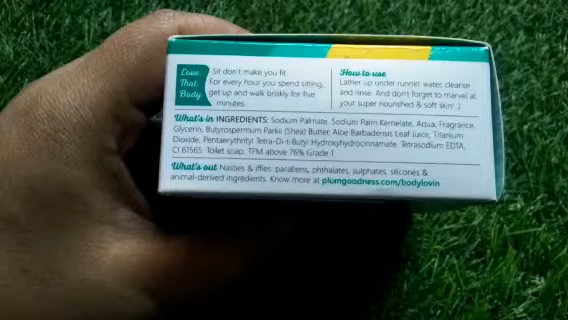 Love.
That.
Body
Sit don't make you fit
For every hour you spend sitting,
get up and walk briskly for five
minutes.
How to use
Lather up under runnel water, cleanse
and rinse. And don't forget to marvel at
your super nourished & soft skin! :)
What's in INGREDIENTS: Sodium Palmate, Sodium Palm Kernelate, Aqua, Fragrance,
Glycerin, Butyrospermum Parkii (Shea) Butter, Aloe Barbadensis Leaf Juice, Titanium
Dioxide, Pentaerythrityl Tetra-Di-t-Butyl Hydroxyhydrocinnamate, Tetrasodium EDTA,
CI 61565. Toilet soap. TFM above 76% Grade 1
What's out Nasties & iffies: parabens, phthalates, sulphates, silicones &
animal-derived ingredients. Know more at plumgoodness.com/bodylovin